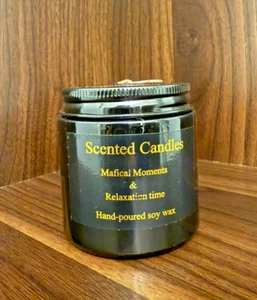 Scented Candles
Mafical Moments
&
Relaxation time
Hand-poured soy wax